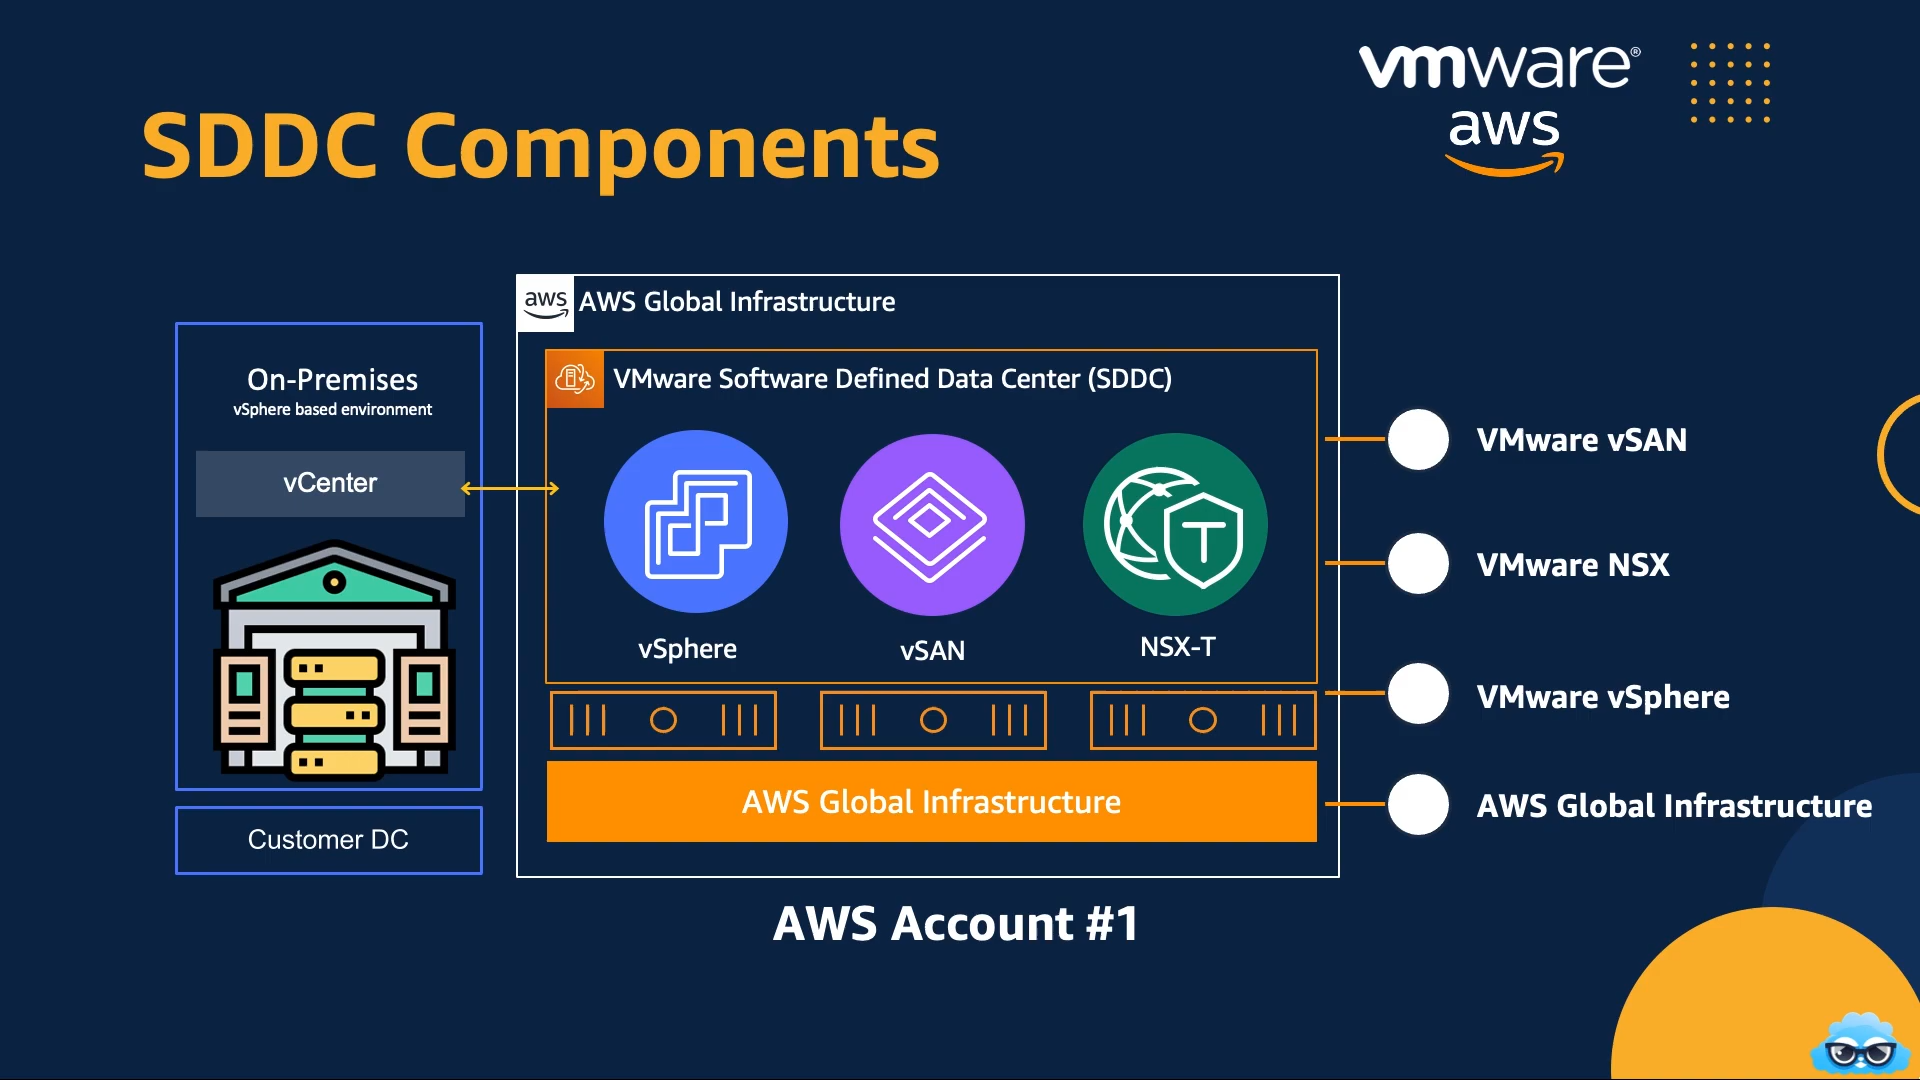 vmware®
aws
SDDC Components
aws AWS Global Infrastructure
On-Premises
vSphere based environment
vCenter
Customer DC
VMware Software Defined Data Center (SDDC)
vSphere
vSAN
NSX-T
T
AWS Global Infrastructure
AWS Account #1
VMware vSAN
VMware NSX
VMware vSphere
AWS Global Infrastructure